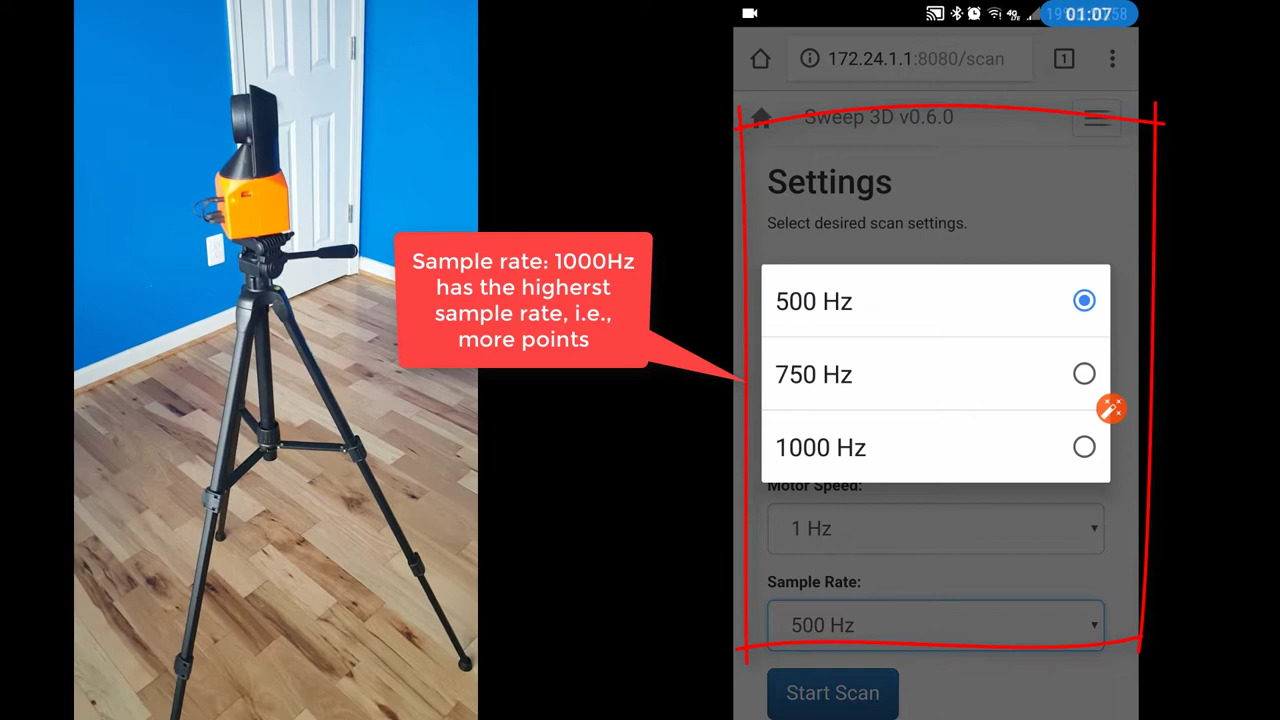 01:07
172.24.1.1:8080/scan
1
Sweep 3D v0.6.0
Settings
Select desired scan settings.
Sample rate: 1000Hz
has the higherst
sample rate, i.e.,
more points
500 Hz
750 Hz
1000 Hz
Motor Speed:
1 Hz
Sample Rate:
500 Hz
Start Scan